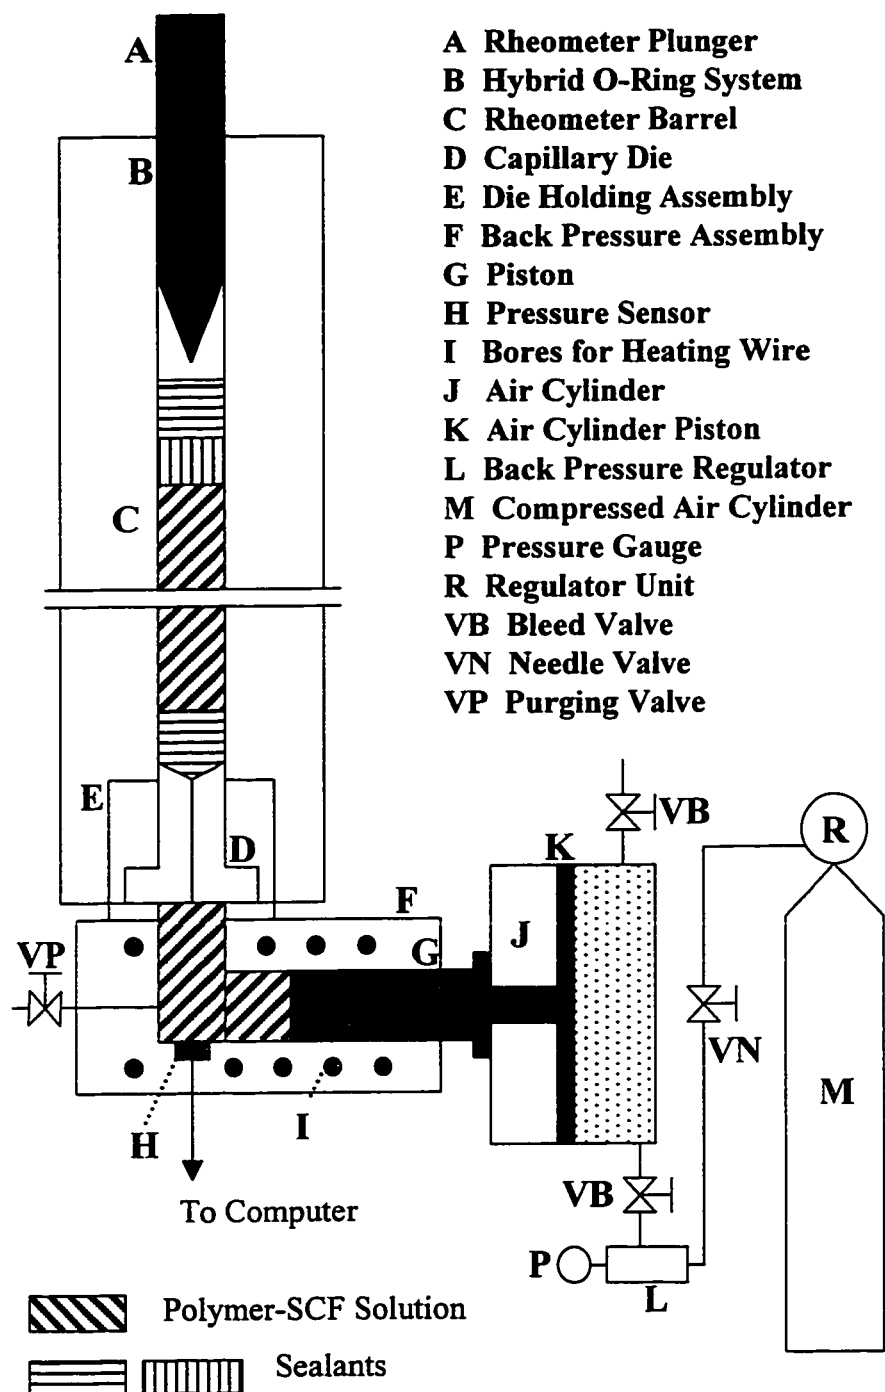 A Rheometer Plunger
B Hybrid O-Ring System
C Rheometer Barrel
D Capillary Die
E Die Holding Assembly
F Back Pressure Assembly
G Piston
H Pressure Sensor
I Bores for Heating Wire
J Air Cylinder
K Air Cylinder Piston
L Back Pressure Regulator
M Compressed Air Cylinder
P Pressure Gauge
R Regulator Unit
VB Bleed Valve
VN Needle Valve
VP Purging Valve
A
B
C
E
D
F
G
VP
H
I
To Computer
K
J
VB
R
VN
M
VB
P
L
Polymer-SCF Solution
Sealants